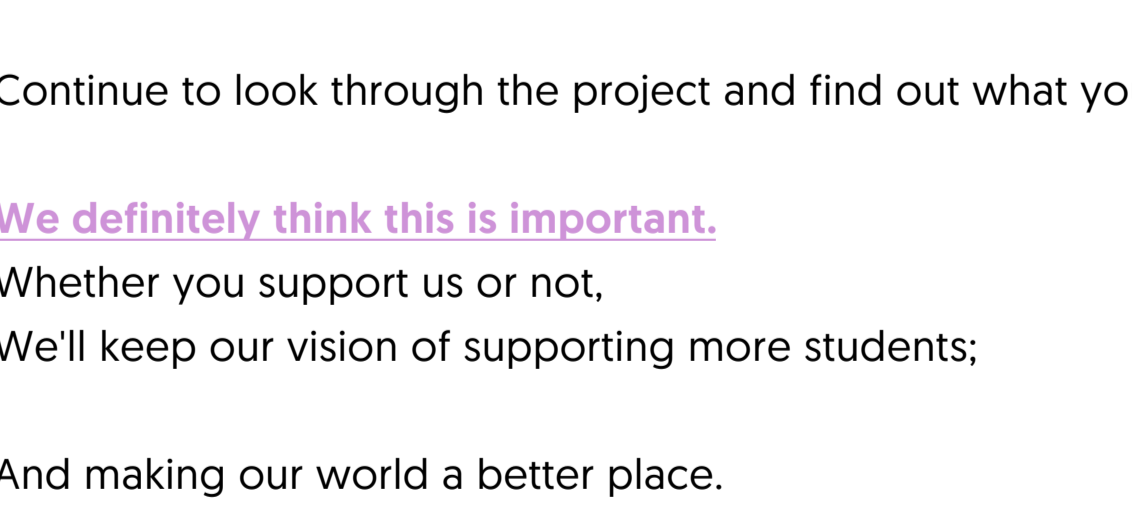 Continue to look through the project and find out what yo
We definitely think this is important.
Whether you support us or not,
We'll keep our vision of supporting more students;
And making our world a better place.